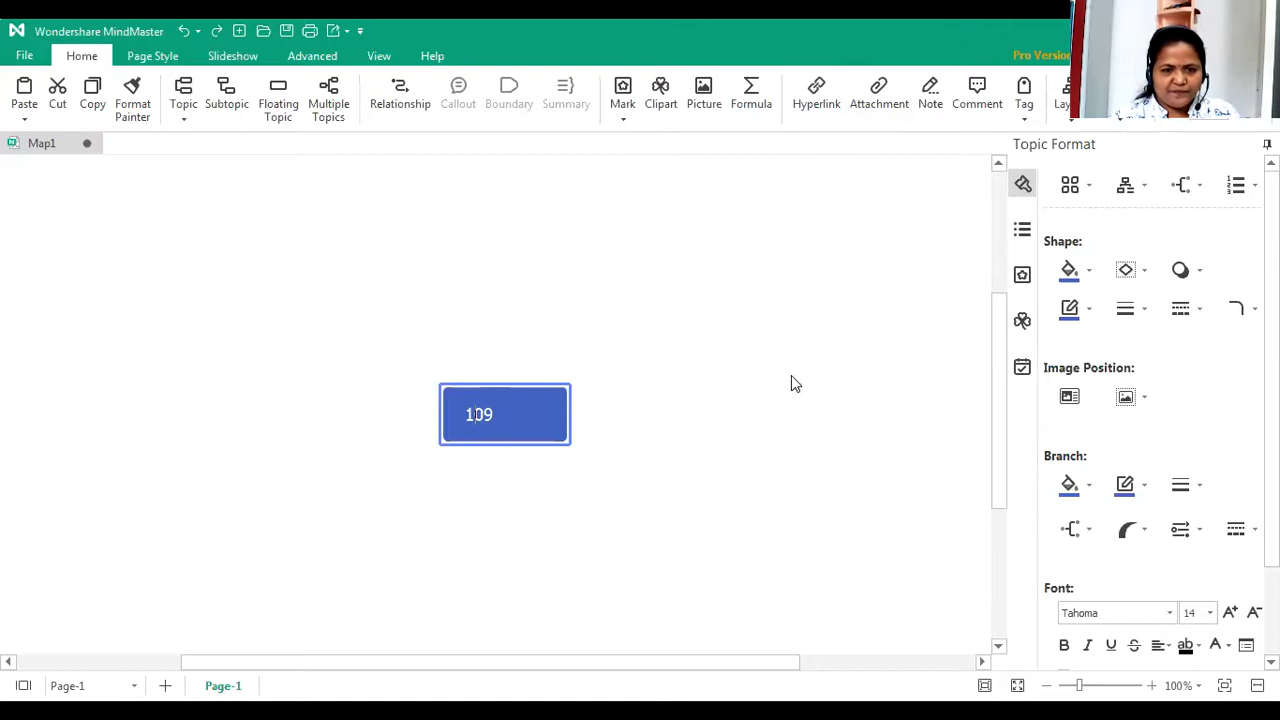 Wondershare MindMaster
File Home Page Style Slideshow Advanced View Help Pro Version
Paste Cut Copy Format Painter Topic Subtopic Floating Topic Multiple Topics Relationship Callout Boundary Summary Mark Clipart Picture Formula Hyperlink Attachment Note Comment Tag
Map1
Topic Format
Shape:
Image Position:
109
Branch:
Font:
Tahoma 14
Page-1 Page-1 100%